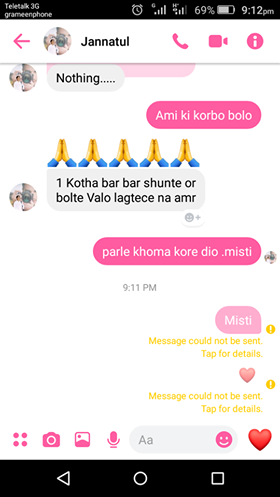 Teletalk 3G
grameenphone
69% 9:12pm
Jannatul
Nothing.....
Ami ki korbo bolo
🙏🙏🙏🙏🙏
1 Kotha bar bar shunte or
bolte Valo lagtece na amr
parle khoma kore dio .misti
9:11 PM
Misti
Message could not be sent.
Tap for details.
Message could not be sent.
Tap for details.
Aa